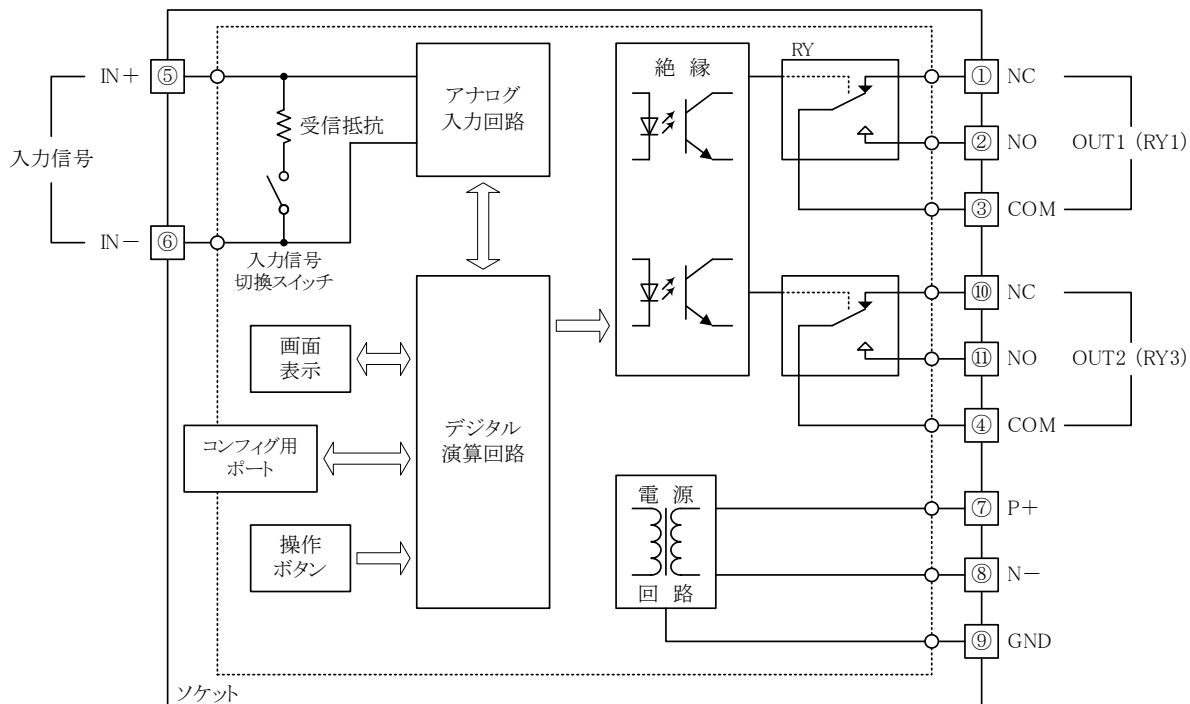 IN＋
⑤
入力信号
IN－
⑥
受信抵抗
入力信号
切換スイッチ
アナログ
入力回路
画面
表示
コンフィグ用
ポート
操作
ボタン
デジタル
演算回路
絶 縁
RY
①
NC
②
NO
OUT1 (RY1)
③
COM
⑩
NC
⑪
NO
OUT2 (RY3)
④
COM
電 源
回 路
⑦
P＋
⑧
N－
⑨
GND
ソケット